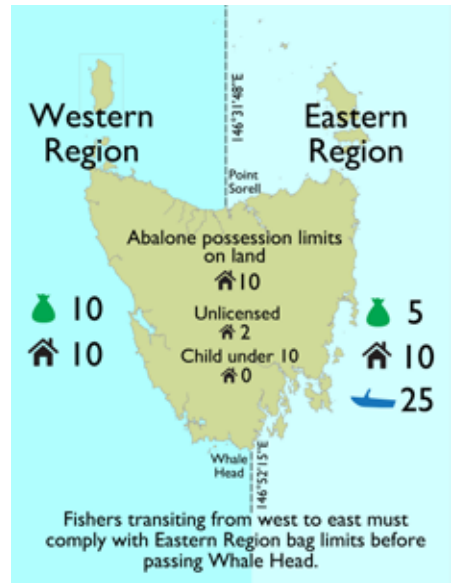 Western
Region
146°31'48"E
Eastern
Region
Point
Sorell
Abalone possession limits
on land
10
Unlicensed
2
Child under 10
0
10
10
5
10
25
Whale
Head
146°52'15"E
Fishers transiting from west to east must
comply with Eastern Region bag limits before
passing Whale Head.